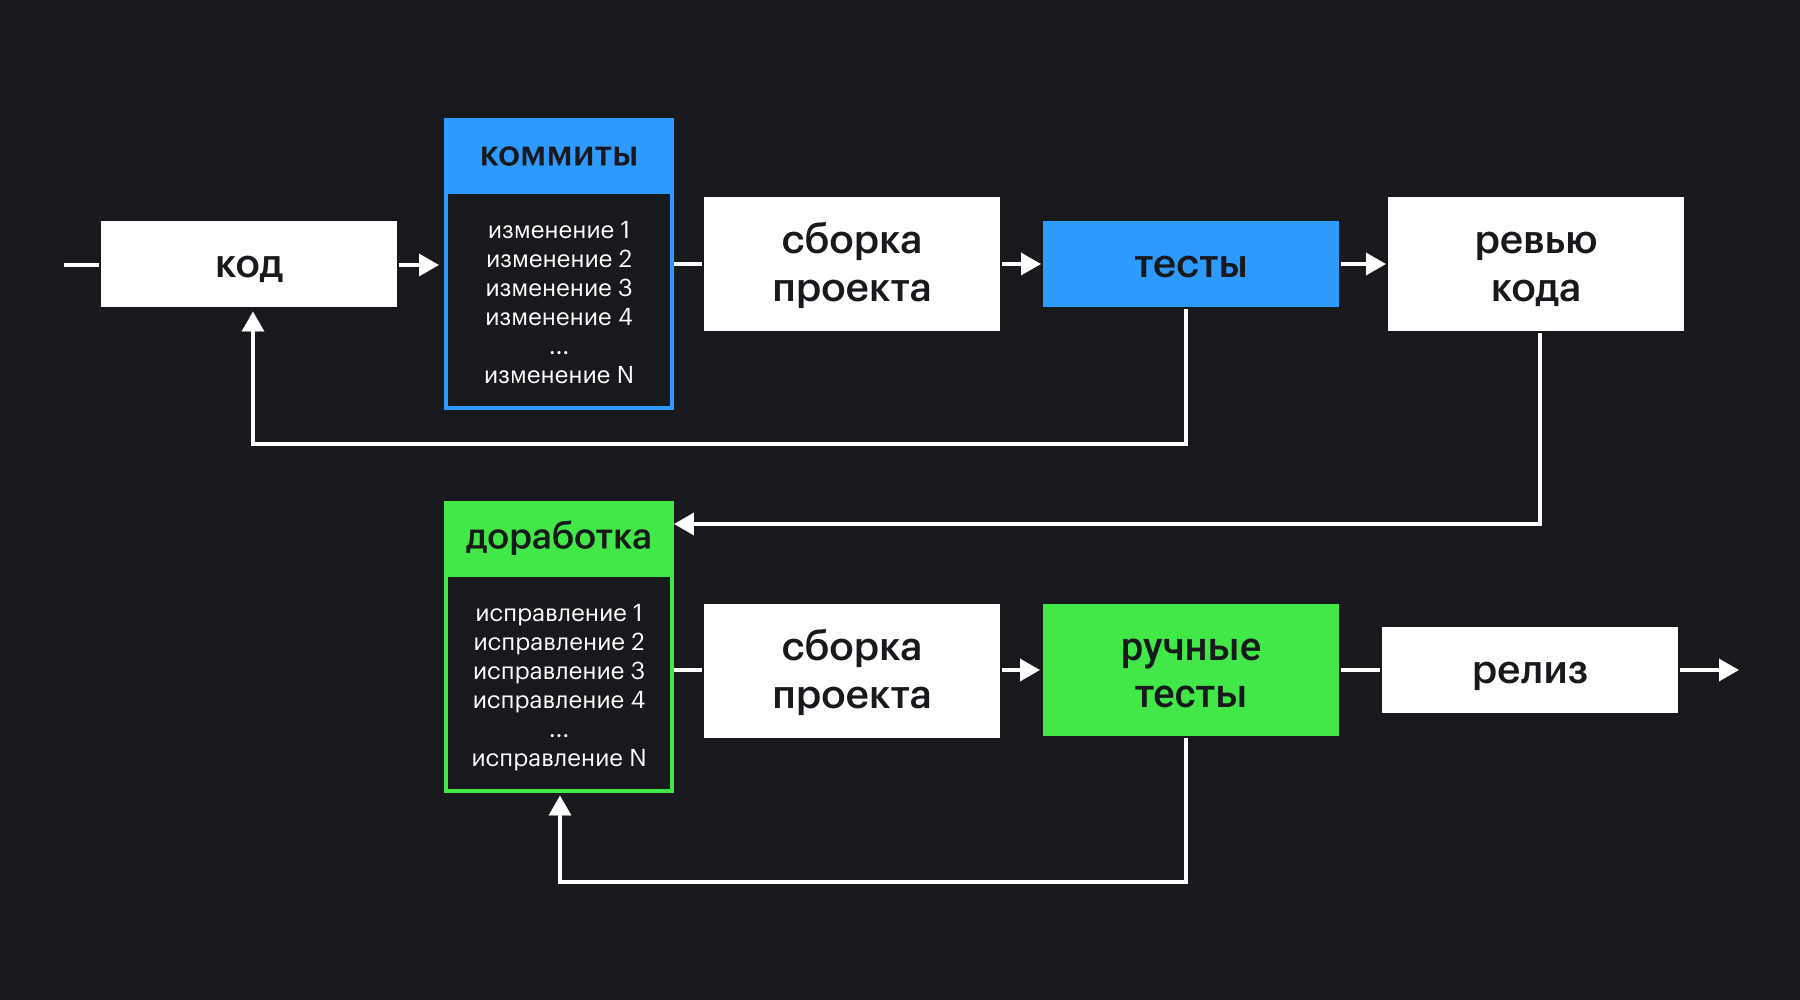 код
коммиты
изменение 1
изменение 2
изменение 3
изменение 4
...
изменение N
сборка
проекта
тесты
ревью
кода
доработка
исправление 1
исправление 2
исправление 3
исправление 4
...
исправление N
сборка
проекта
ручные
тесты
релиз